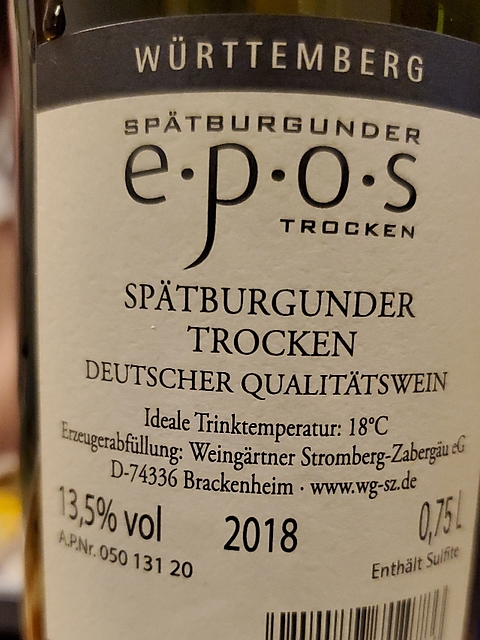 WÜRTTEMBERG
SPÄTBURGUNDER
e·p·o·s
TROCKEN
SPÄTBURGUNDER
TROCKEN
DEUTSCHER QUALITÄTSWEIN
Ideale Trinktemperatur: 18°C
Erzeugerabfüllung: Weingärtner Stromberg-Zabergäu eG
D-74336 Brackenheim · www.wg-sz.de
13,5% vol 2018 0,75 L
A.P.Nr. 050 131 20 Enthält Sulfite